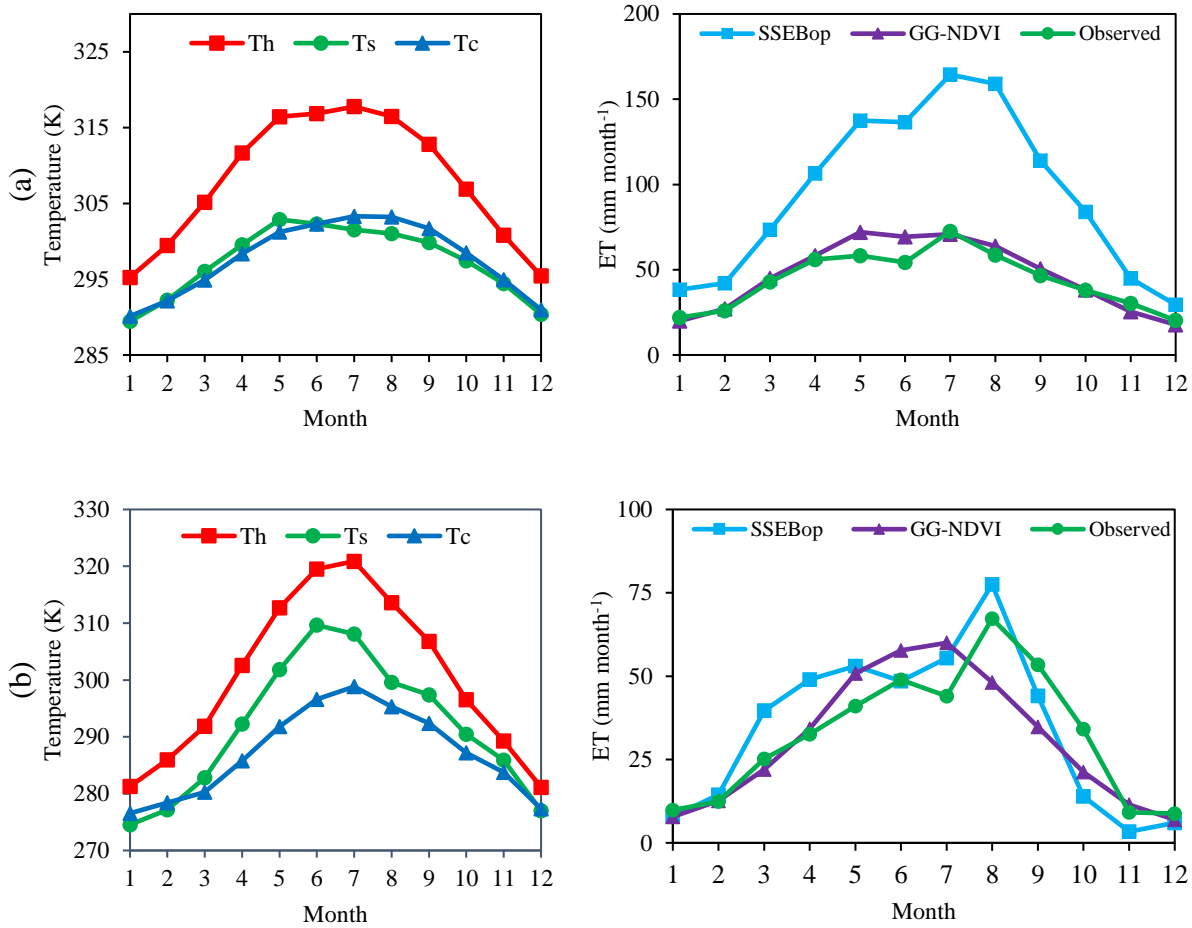 (a)
Temperature (K)
325
315
305
295
285
Th Ts Tc
1 2 3 4 5 6 7 8 9 10 11 12
Month
ET (mm month⁻¹)
200
150
100
50
0
SSEBop GG-NDVI Observed
1 2 3 4 5 6 7 8 9 10 11 12
Month
(b)
Temperature (K)
330
320
310
300
290
280
270
Th Ts Tc
1 2 3 4 5 6 7 8 9 10 11 12
Month
ET (mm month⁻¹)
100
75
50
25
0
SSEBop GG-NDVI Observed
1 2 3 4 5 6 7 8 9 10 11 12
Month